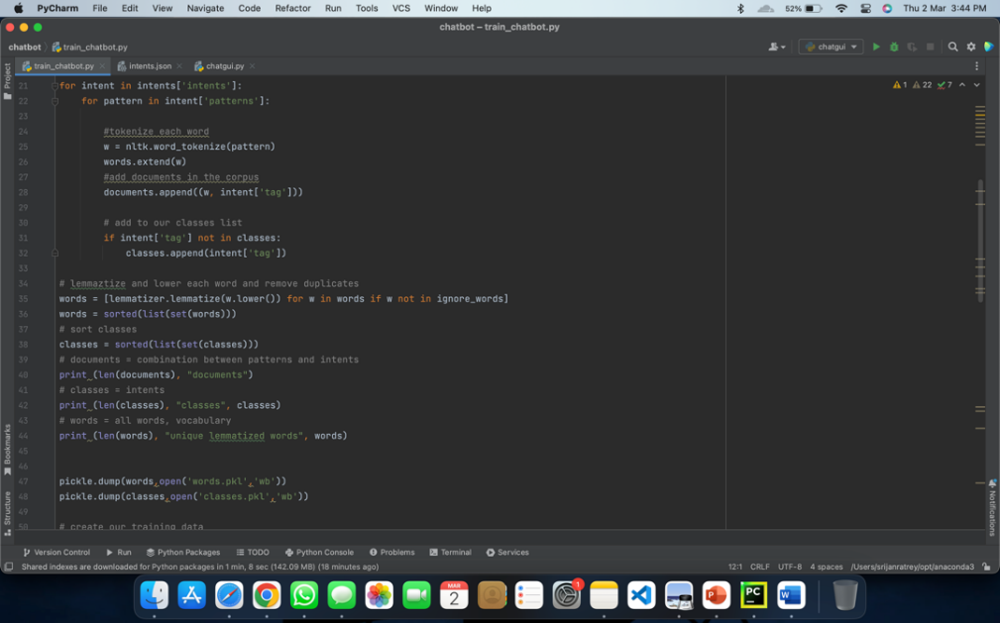 PyCharm File Edit View Navigate Code Refactor Run Tools VCS Window Help 52% Thu 2 Mar 3:44 PM
chatbot – train_chatbot.py
chatbot train_chatbot.py chatgui
Project train_chatbot.py intents.json chatgui.py
21 for intent in intents['intents']: 1 22 7
22 for pattern in intent['patterns']:
23
24 #tokenize each word
25 w = nltk.word_tokenize(pattern)
26 words.extend(w)
27 #add documents in the corpus
28 documents.append((w, intent['tag']))
29
30 # add to our classes list
31 if intent['tag'] not in classes:
32 classes.append(intent['tag'])
33
34 # lemmaztize and lower each word and remove duplicates
35 words = [lemmatizer.lemmatize(w.lower()) for w in words if w not in ignore_words]
36 words = sorted(list(set(words)))
37 # sort classes
38 classes = sorted(list(set(classes)))
39 # documents = combination between patterns and intents
40 print (len(documents), "documents")
41 # classes = intents
42 print (len(classes), "classes", classes)
43 # words = all words, vocabulary
44 print (len(words), "unique lemmatized words", words)
45
46
47 pickle.dump(words,open('words.pkl','wb'))
48 pickle.dump(classes,open('classes.pkl','wb'))
49
50 # create our training data
Bookmarks
Structure
Notifications
Version Control Run Python Packages TODO Python Console Problems Terminal Services
Shared indexes are downloaded for Python packages in 1 min, 8 sec (142.09 MB) (18 minutes ago) 12:1 CRLF UTF-8 4 spaces /Users/srijanratrey/opt/anaconda3
MAR
2
1
P
PC
W